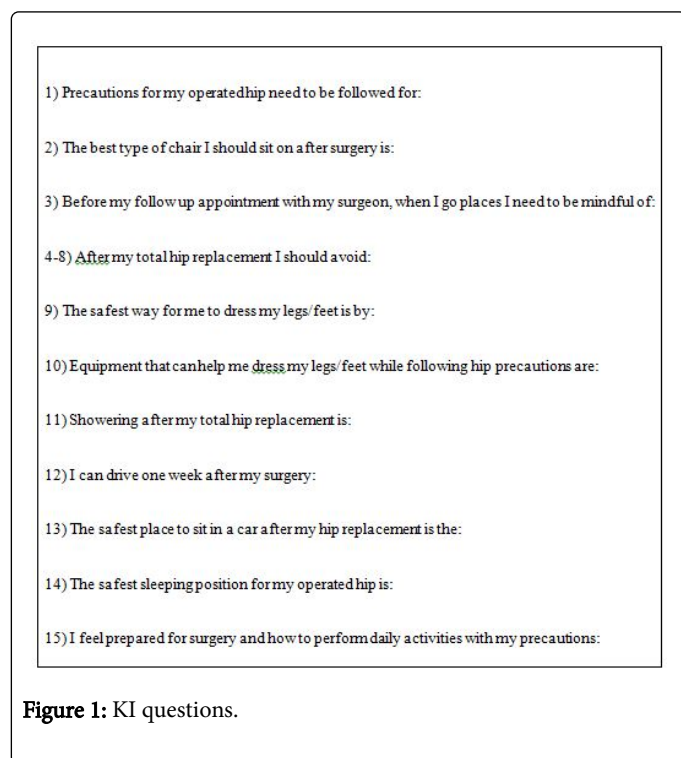 1) Precautions for my operated hip need to be followed for:
2) The best type of chair I should sit on after surgery is:
3) Before my follow up appointment with my surgeon, when I go places I need to be mindful of:
4-8) After my total hip replacement I should avoid:
9) The safest way for me to dress my legs/feet is by:
10) Equipment that can help me dress my legs/feet while following hip precautions are:
11) Showering after my total hip replacement is:
12) I can drive one week after my surgery:
13) The safest place to sit in a car after my hip replacement is the:
14) The safest sleeping position for my operated hip is:
15) I feel prepared for surgery and how to perform daily activities with my precautions:
Figure 1: KI questions.